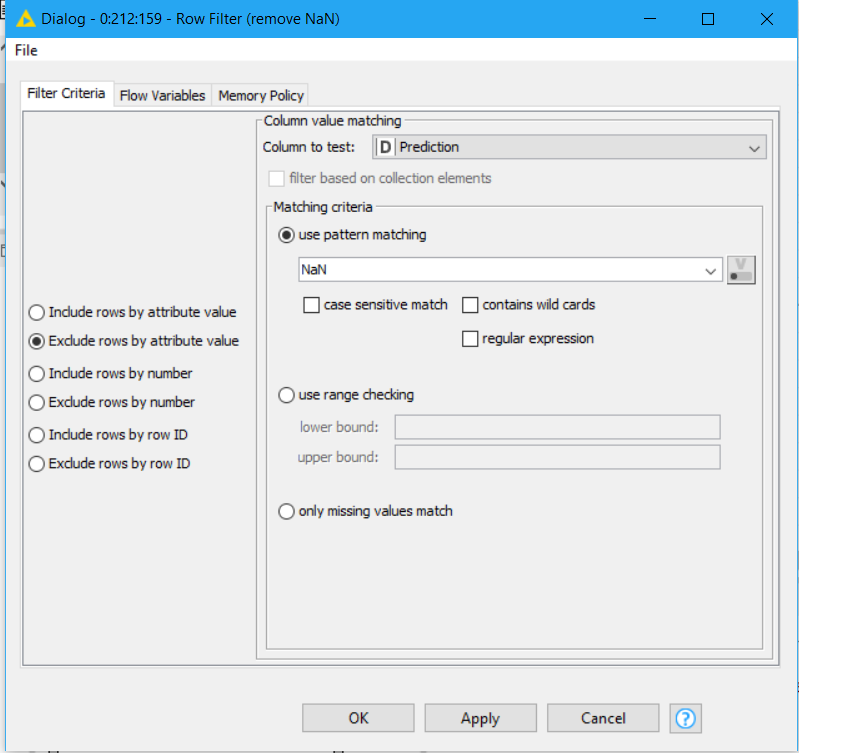 Dialog - 0:212:159 - Row Filter (remove NaN)
File
Filter Criteria Flow Variables Memory Policy
Column value matching
Column to test: D Prediction
filter based on collection elements
Matching criteria
use pattern matching
NaN
V
case sensitive match contains wild cards
regular expression
Include rows by attribute value
Exclude rows by attribute value
Include rows by number
Exclude rows by number
Include rows by row ID
Exclude rows by row ID
use range checking
lower bound:
upper bound:
only missing values match
OK Apply Cancel ?